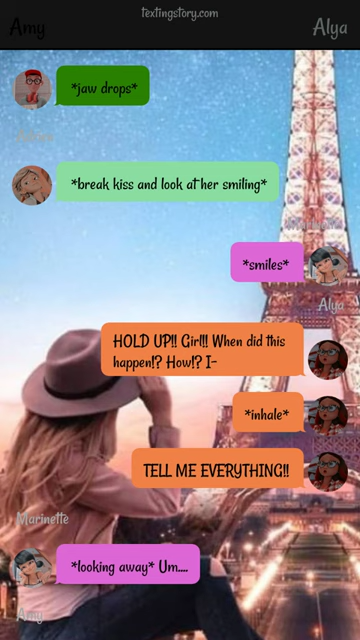 textingstory.com
Amy
Alya
*jaw drops*
Adrien
*break kiss and look at her smiling*
Marinette
*smiles*
Alya
HOLD UP!! Girl!!! When did this
happen!? How!? I-
*inhale*
TELL ME EVERYTHING!!
Marinette
*looking away* Um....
Amy